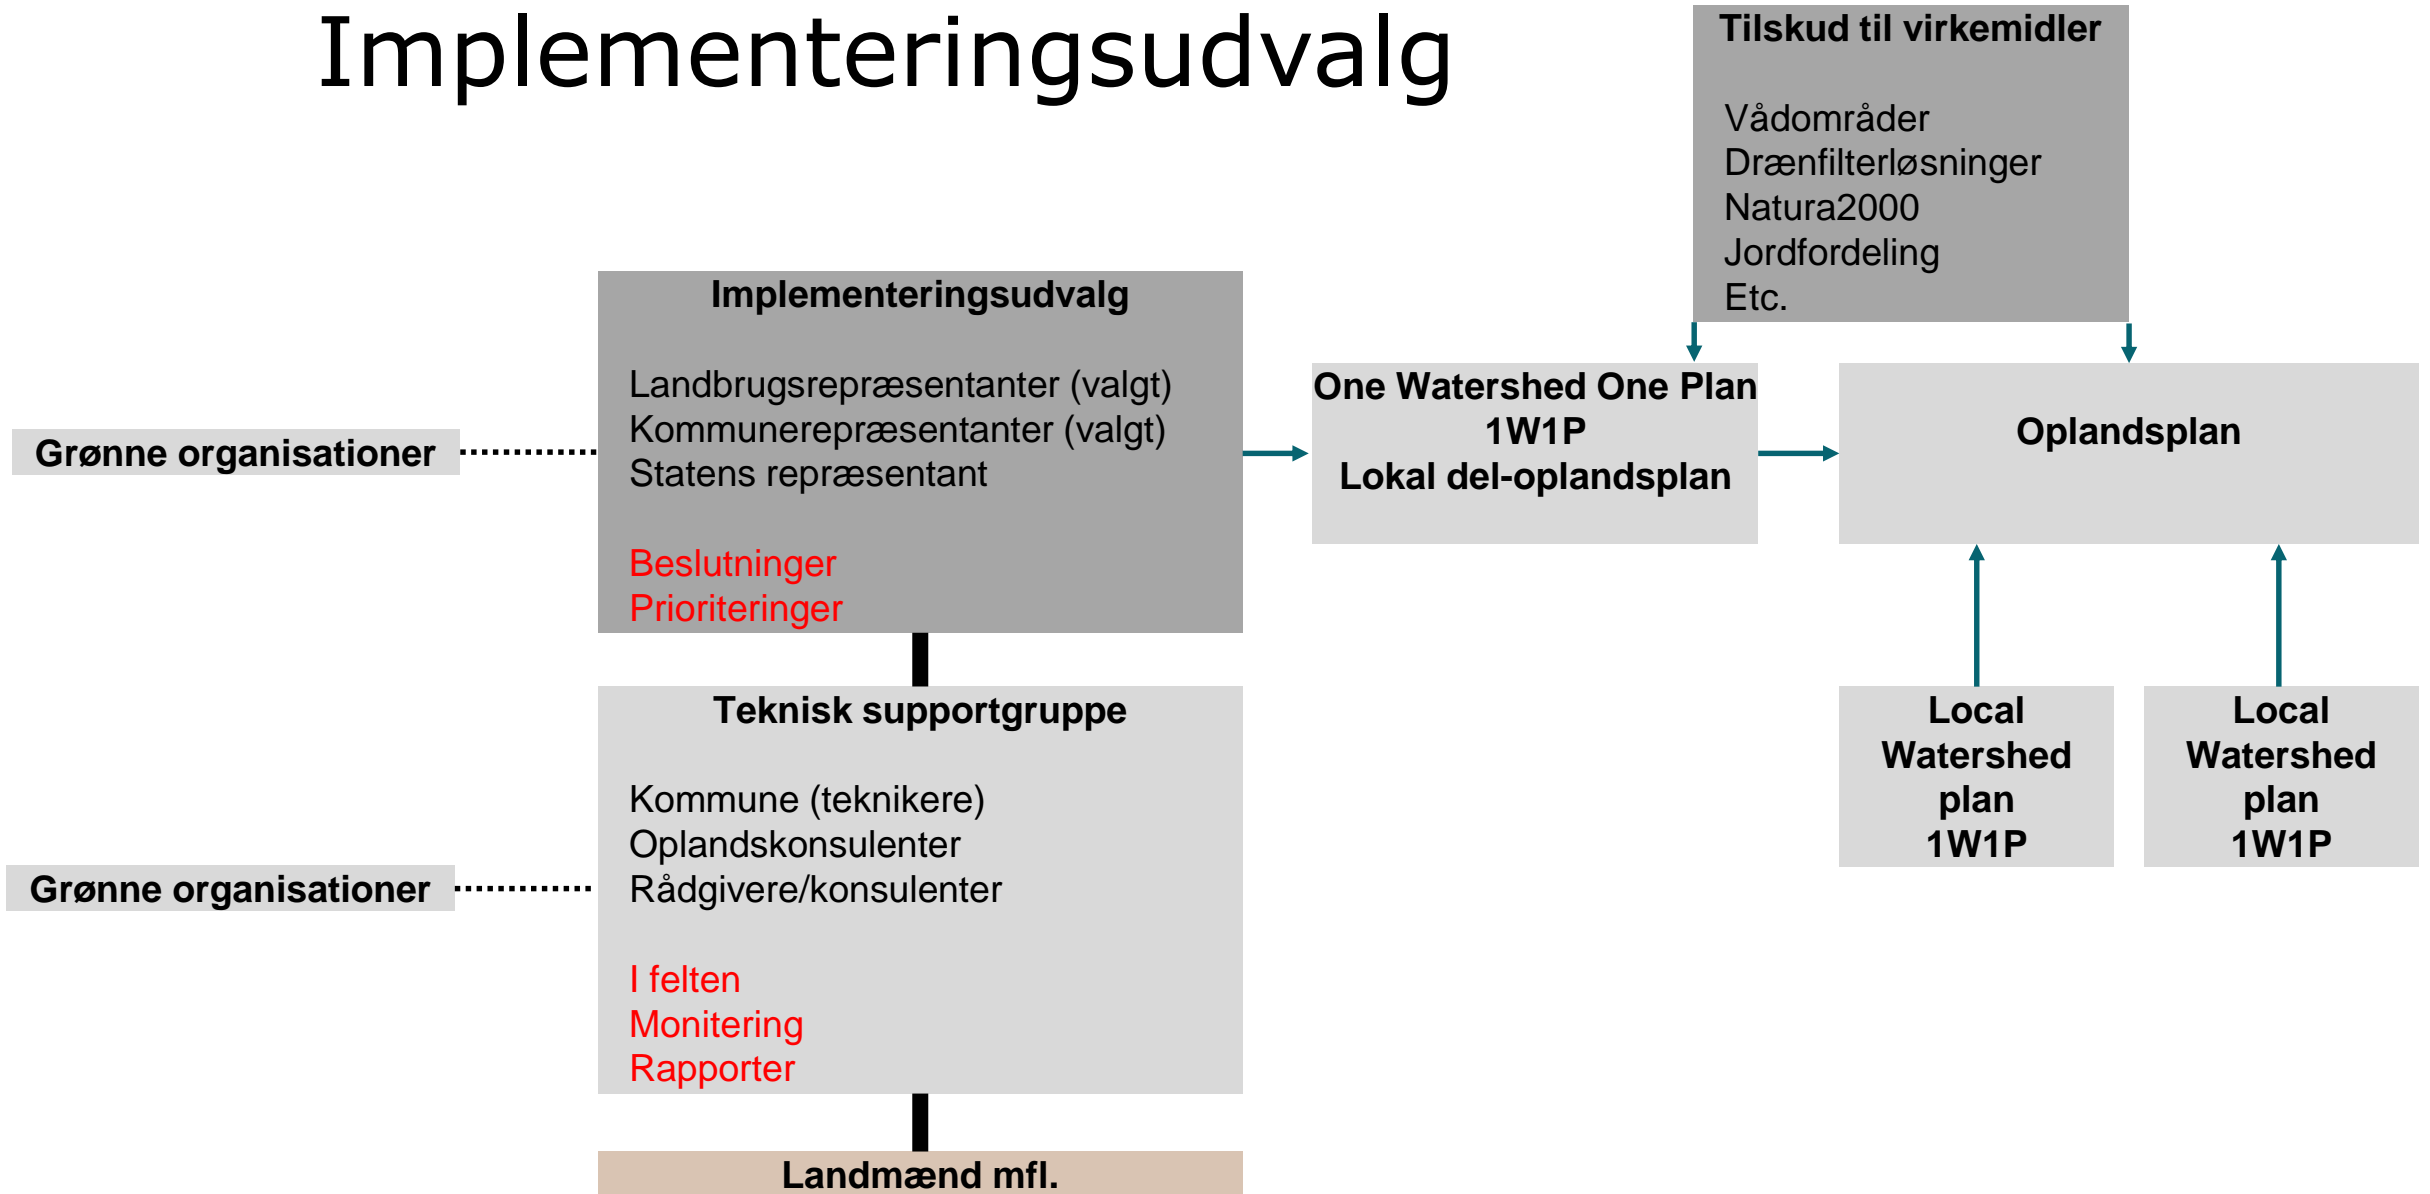 Implementeringsudvalg
Tilskud til virkemidler
Vådområder
Drænfilterløsninger
Natura2000
Jordfordeling
Etc.
Implementeringsudvalg
Landbrugsrepræsentanter (valgt)
Kommunerepræsentanter (valgt)
Statens repræsentant
Beslutninger
Prioriteringer
Grønne organisationer
One Watershed One Plan
1W1P
Lokal del-oplandsplan
Oplandsplan
Teknisk supportgruppe
Kommune (teknikere)
Oplandskonsulenter
Rådgivere/konsulenter
I felten
Monitering
Rapporter
Grønne organisationer
Local
Watershed
plan
1W1P
Local
Watershed
plan
1W1P
Landmænd mfl.